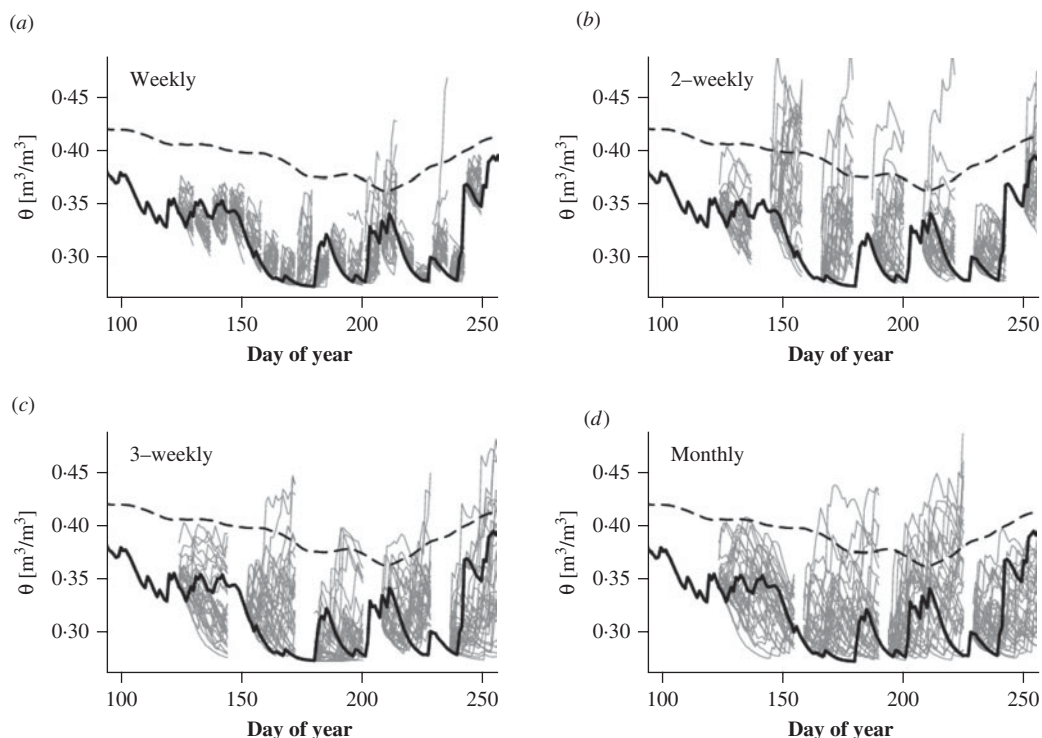 (a)
Weekly
0·45
0·40
0·35
0·30
θ [m³/m³]
100 150 200 250
Day of year
(b)
2–weekly
0·45
0·40
0·35
0·30
θ [m³/m³]
100 150 200 250
Day of year
(c)
3–weekly
0·45
0·40
0·35
0·30
θ [m³/m³]
100 150 200 250
Day of year
(d)
Monthly
0·45
0·40
0·35
0·30
θ [m³/m³]
100 150 200 250
Day of year